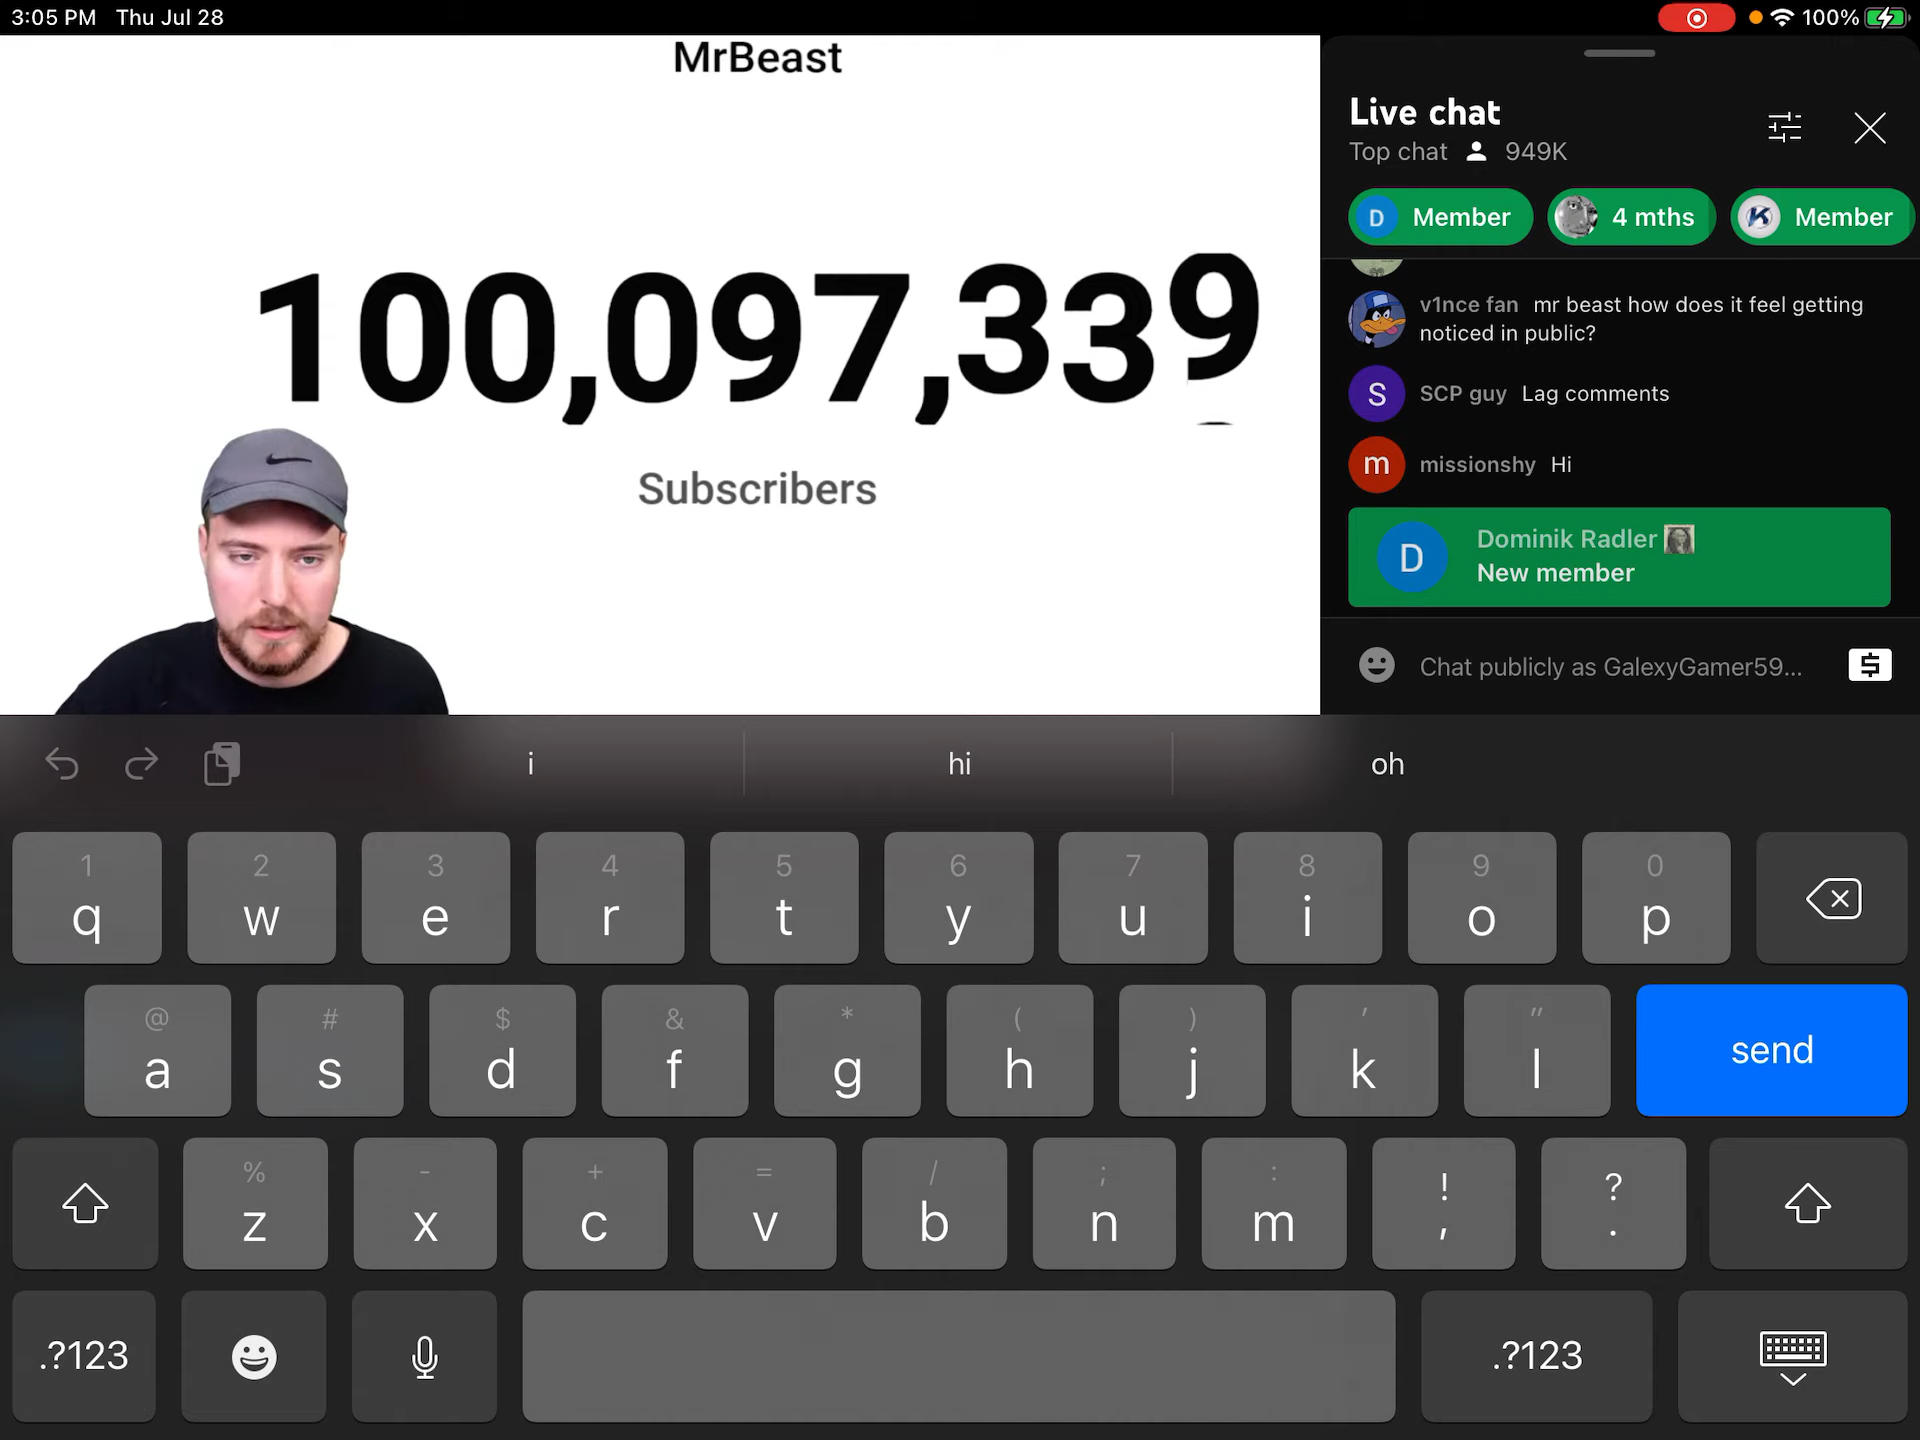 3:05 PM Thu Jul 28
100%
MrBeast
100,097,339
Subscribers
Live chat
Top chat 949K
D Member
4 mths
K Member
v1nce fan mr beast how does it feel getting
noticed in public?
S SCP guy Lag comments
m missionshy Hi
D Dominik Radler
New member
Chat publicly as GalexyGamer59...
$
i hi oh
1 2 3 4 5 6 7 8 9 0
q w e r t y u i o p
@ # $ & * ( ) ' "
a s d f g h j k l send
% - + = / ; : ! ?
z x c v b n m , .
.?123 .?123